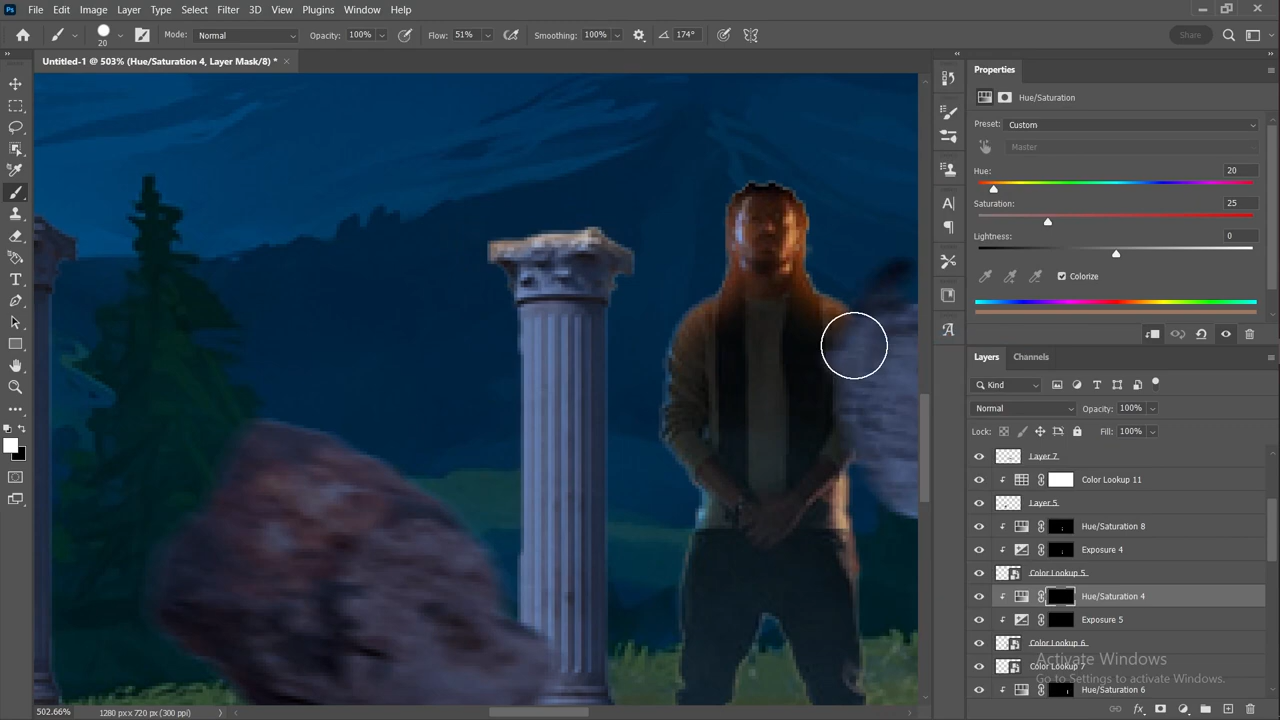 Ps File Edit Image Layer Type Select Filter 3D View Plugins Window Help
20 Mode: Normal Opacity: 100% Flow: 51% Smoothing: 100% 174° Share
Untitled-1 @ 503% (Hue/Saturation 4, Layer Mask/8) * ×
Properties
Hue/Saturation
Preset: Custom
Master
Hue: 20
Saturation: 25
Lightness: 0
Colorize
Layers Channels
Kind
Normal Opacity: 100%
Lock: Fill: 100%
Layer 7
Color Lookup 11
Layer 5
Hue/Saturation 8
Exposure 4
Color Lookup 5
Hue/Saturation 4
Exposure 5
Color Lookup 6
Color Lookup 7
Hue/Saturation 6
Activate Windows
Go to Settings to activate Windows.
502.66% 1280 px x 720 px (300 ppi)